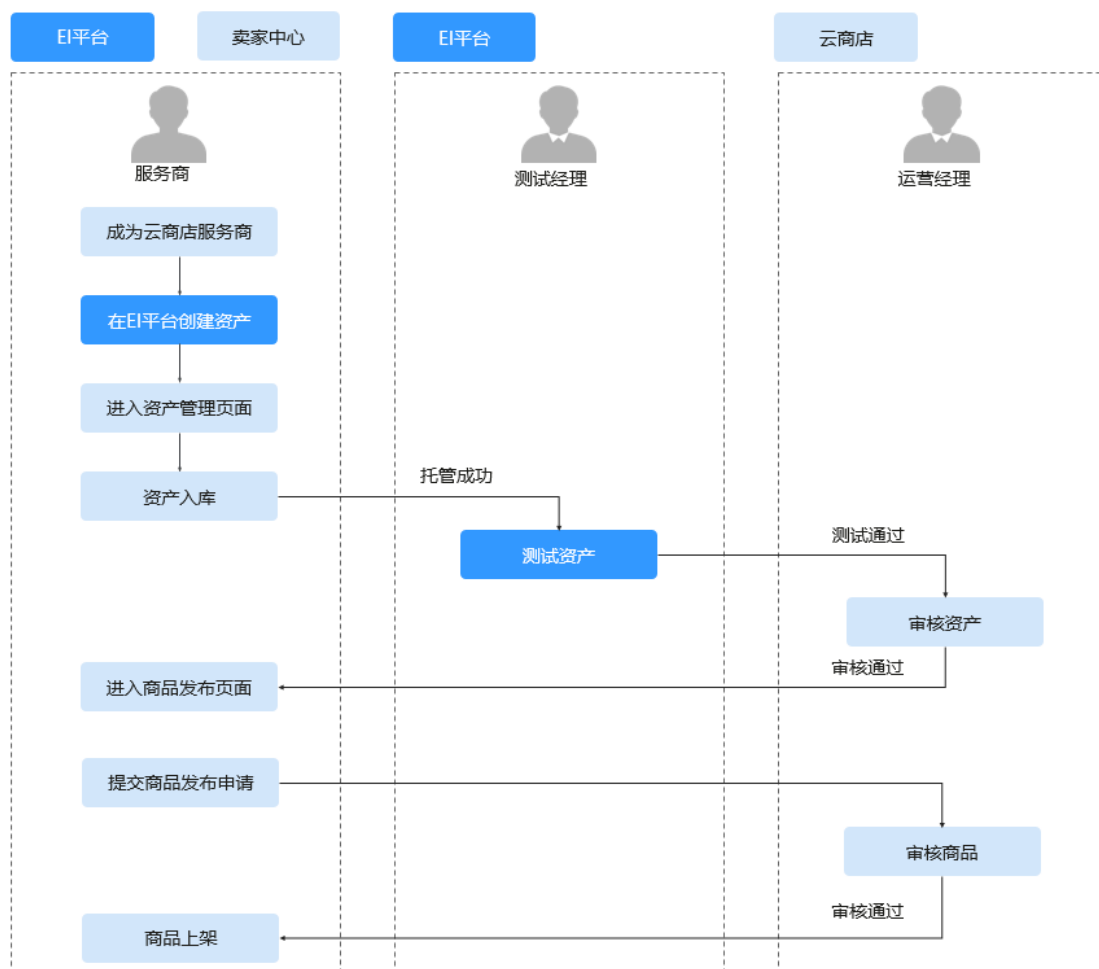 EI平台
卖家中心
EI平台
云商店
服务商
测试经理
运营经理
成为云商店服务商
在EI平台创建资产
进入资产管理页面
资产入库
托管成功
测试资产
测试通过
审核资产
审核通过
进入商品发布页面
提交商品发布申请
审核商品
审核通过
商品上架